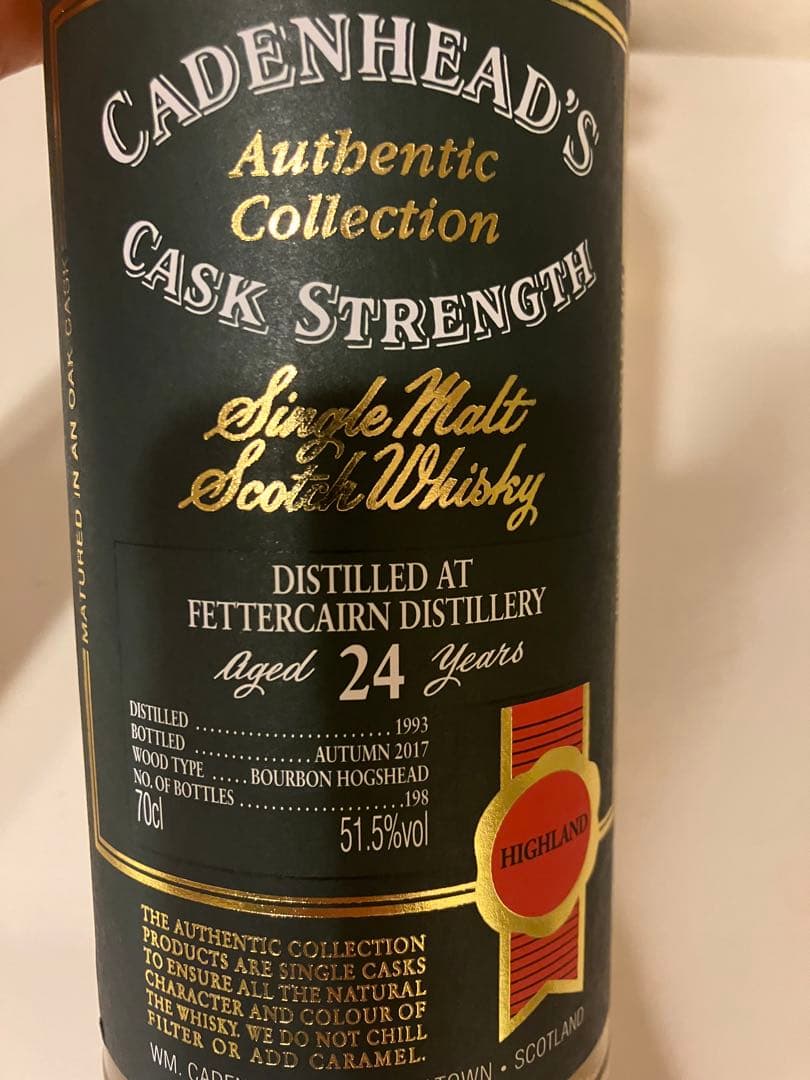 CADENHEAD'S
Authentic
Collection
CASK STRENGTH
Single Malt
Scotch Whisky
DISTILLED AT
FETTERCAIRN DISTILLERY
Aged 24 Years
DISTILLED ........................ 1993
BOTTLED ............... AUTUMN 2017
WOOD TYPE ..... BOURBON HOGSHEAD
NO. OF BOTTLES ....................198
70cl 51.5%vol
HIGHLAND
THE AUTHENTIC COLLECTION
PRODUCTS ARE SINGLE CASKS
TO ENSURE ALL THE NATURAL
CHARACTER AND COLOUR OF
THE WHISKY. WE DO NOT CHILL
FILTER OR ADD CARAMEL.
WM. SCOTLAND
MATURED IN AN OAK CASK